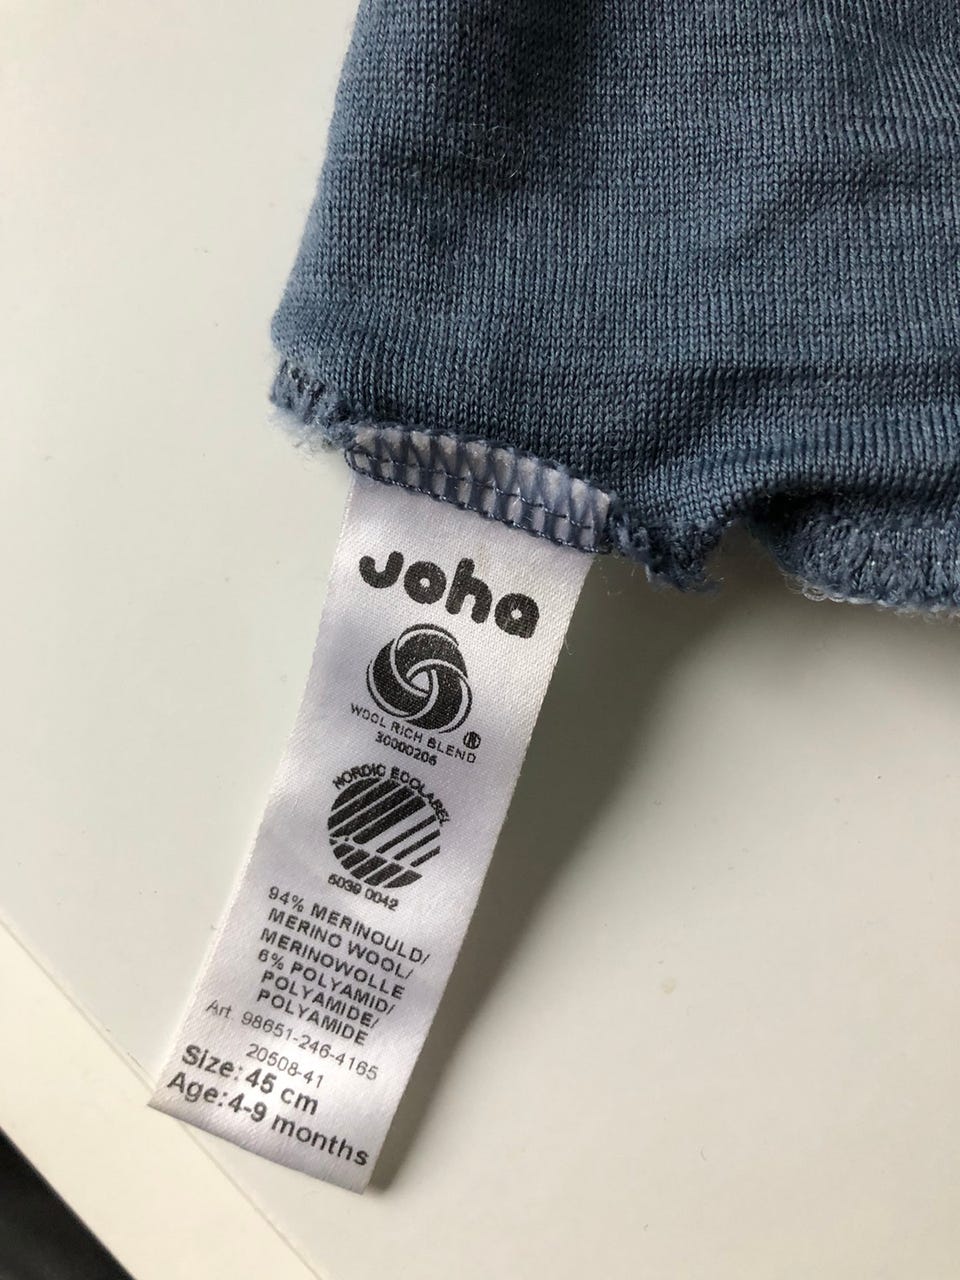 Joha
WOOL RICH BLEND ®
30000206
NORDIC ECOLABEL
5039 0042
94% MERINOULD/
MERINO WOOL/
MERINOWOLLE
6% POLYAMID/
POLYAMIDE/
POLYAMIDE
Art. 98651-246-4165
20508-41
Size: 45 cm
Age: 4-9 months